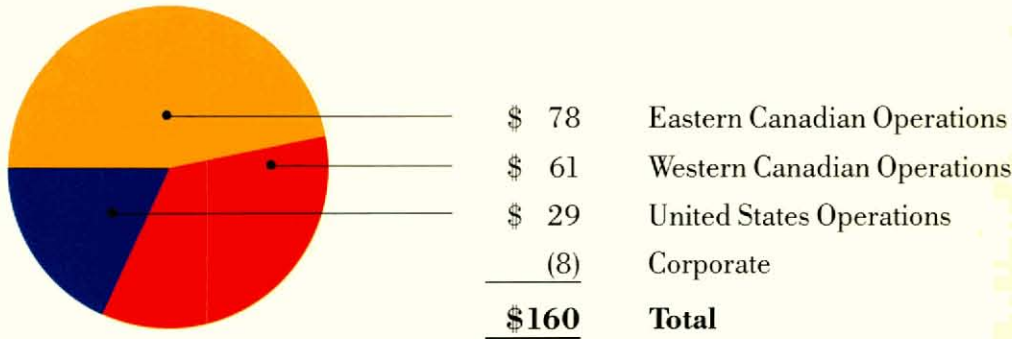 $ 78 Eastern Canadian Operations
$ 61 Western Canadian Operations
$ 29 United States Operations
(8) Corporate
$160 Total